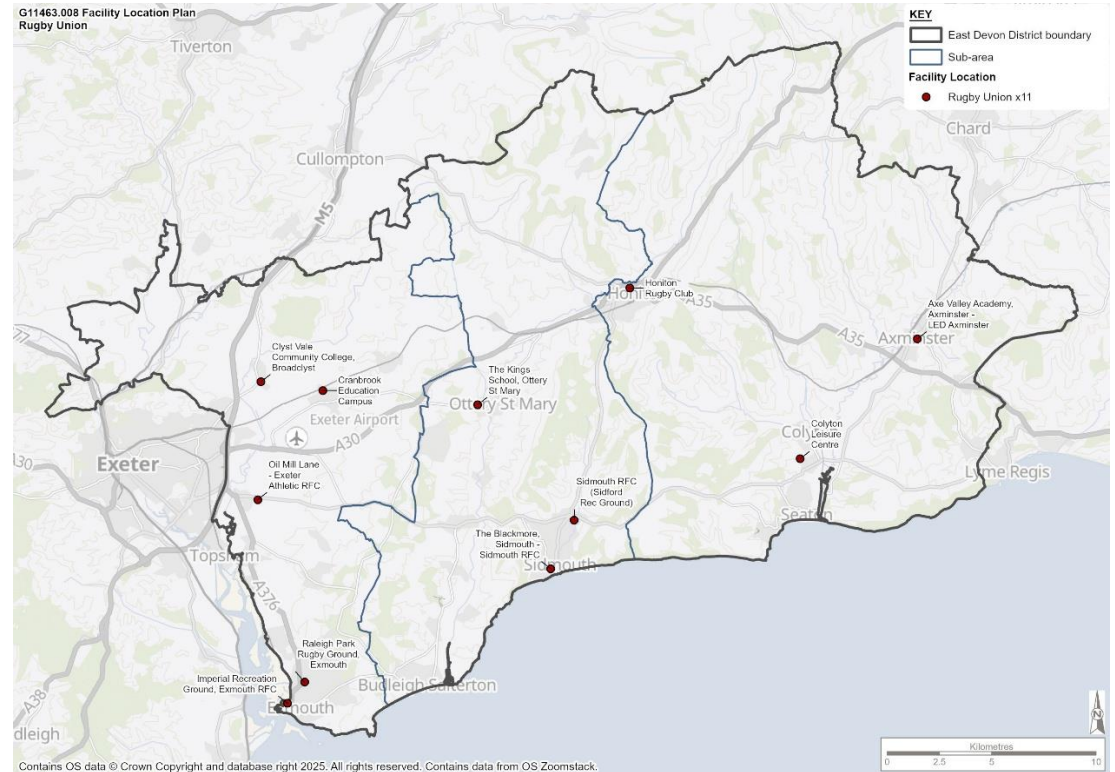 G11463.008 Facility Location Plan
Rugby Union
KEY
East Devon District boundary
Sub-area
Facility Location
Rugby Union x11
Tiverton
Chard
Cullompton
M5
Honiton
Honiton
Rugby Club
A35
Axe Valley Academy,
Axminster -
LED Axminster
A35
Axminster
Clyst Vale
Community College,
Broadclyst
Cranbrook
Education
Campus
The Kings
School, Ottery
St Mary
Ottery St Mary
Exeter Airport
A30
Colyton
Leisure
Centre
A30
Exeter
Oil Mill Lane
- Exeter
Athletic RFC
Lyme Regis
Sidmouth RFC
(Sidford
Rec Ground)
Seaton
The Blackmore,
Sidmouth -
Sidmouth RFC
Sidmouth
Topsham
A376
Raleigh Park
Rugby Ground,
Exmouth
Imperial Recreation
Ground, Exmouth RFC
Budleigh Salterton
Exmouth
A38
dleigh
N
Kilometres
0 2.5 5 10
Contains OS data © Crown Copyright and database right 2025. All rights reserved. Contains data from OS Zoomstack.